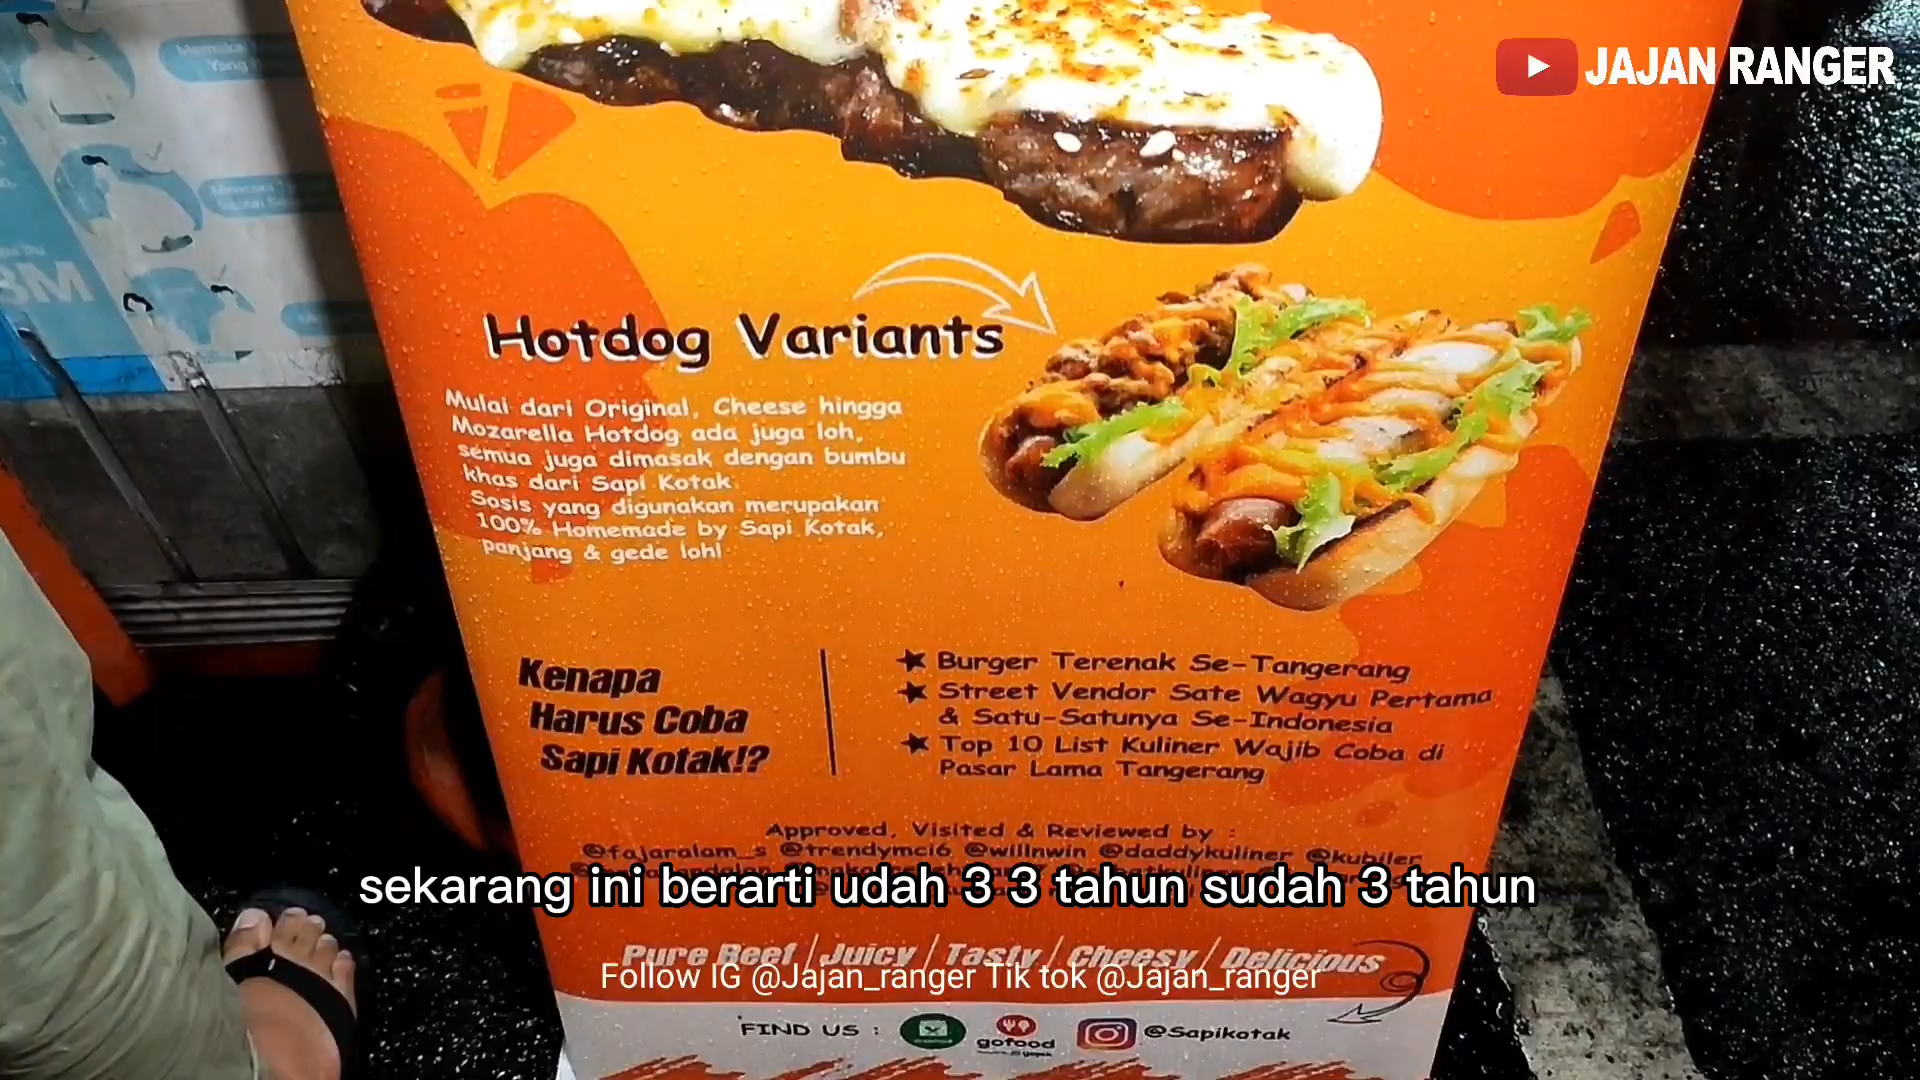 JAJAN RANGER
Hotdog Variants
Mulai dari Original, Cheese hingga
Mozarella Hotdog ada juga loh,
semua juga dimasak dengan bumbu
khas dari Sapi Kotak.
Sosis yang digunakan merupakan
100% Homemade by Sapi Kotak,
panjang & gede loh!
Kenapa
Harus Coba
Sapi Kotak!?
Burger Terenak Se-Tangerang
Street Vendor Sate Wagyu Pertama
& Satu-Satunya Se-Indonesia
Top 10 List Kuliner Wajib Coba di
Pasar Lama Tangerang
Approved, Visited & Reviewed by :
@fajaralam_s @trendymci6 @willnwin @daddykuliner @kubiler
sekarang ini berarti udah 3 3 tahun sudah 3 tahun
Pure Beef / Juicy / Tasty / Cheesy / Delicious
Follow IG @Jajan_ranger Tik tok @Jajan_ranger
FIND US :
gofood
@Sapikotak